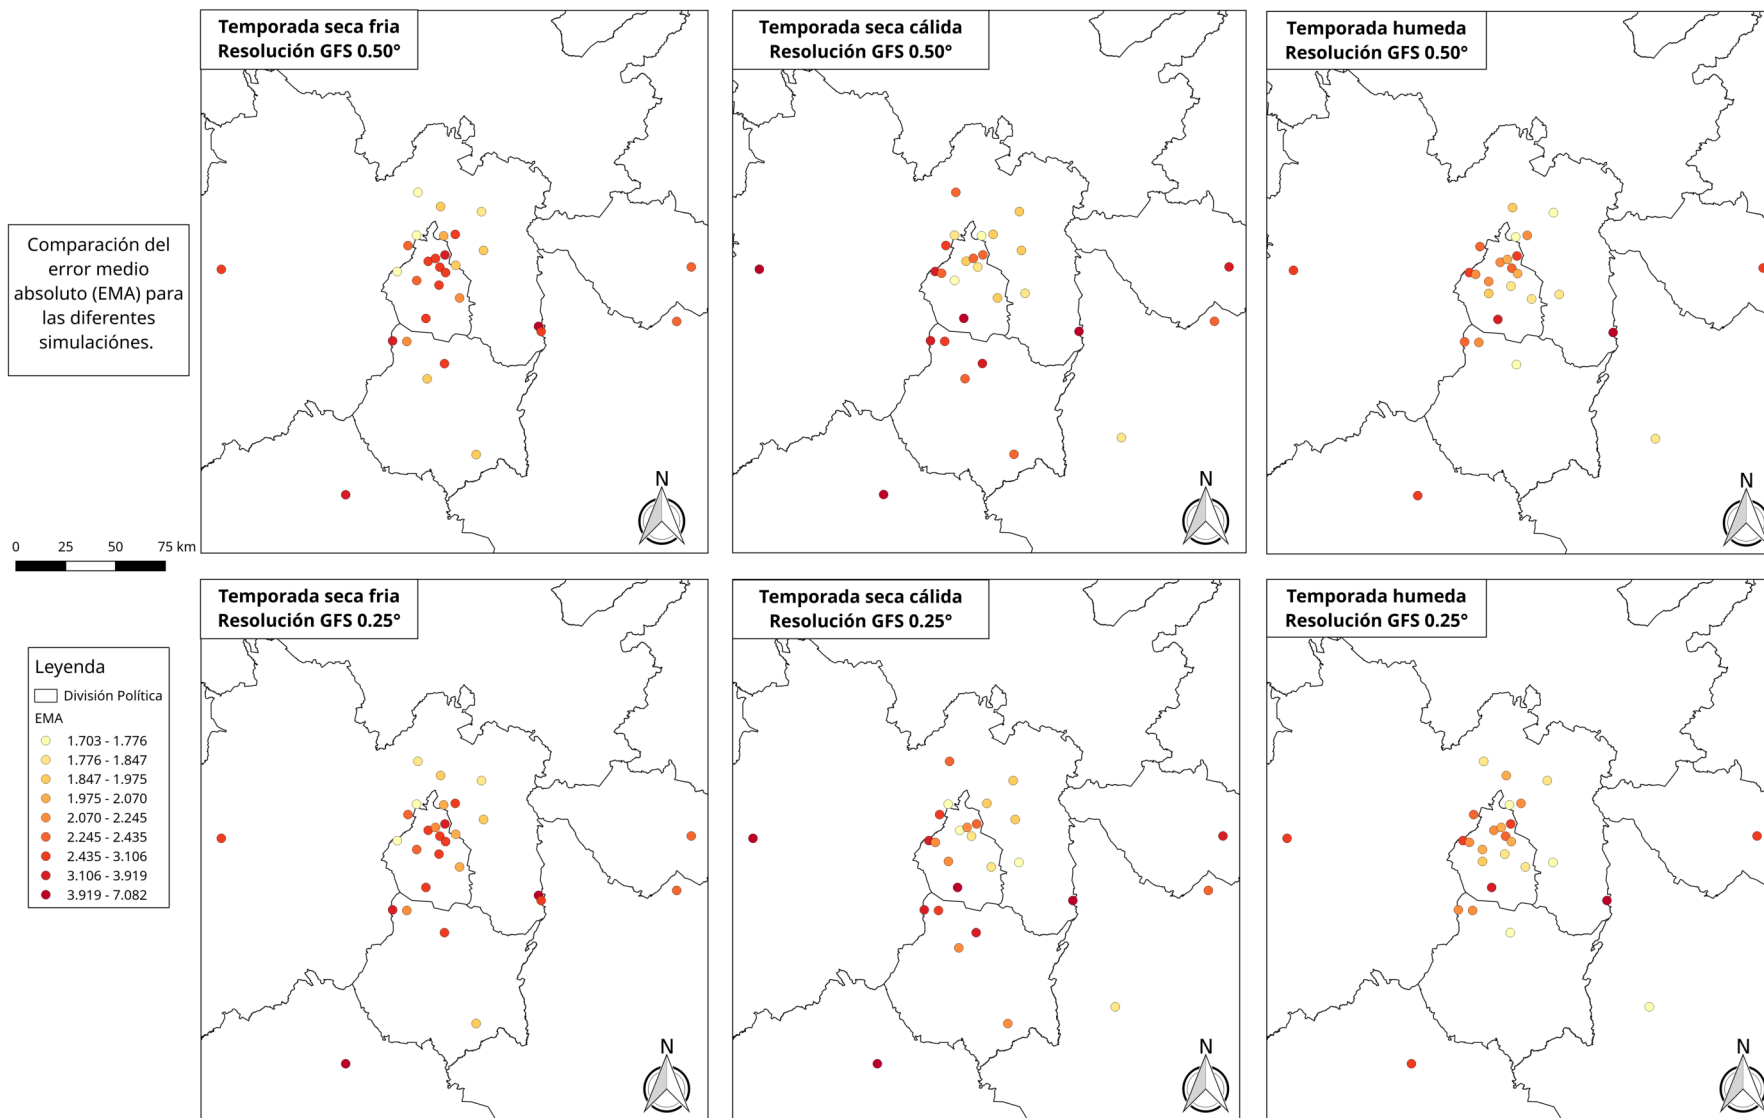 Temporada seca fria
Resolución GFS 0.50°
Temporada seca cálida
Resolución GFS 0.50°
Temporada humeda
Resolución GFS 0.50°
Comparación del
error medio
absoluto (EMA) para
las diferentes
simulaciónes.
N
N
N
0 25 50 75 km
Temporada seca fria
Resolución GFS 0.25°
Temporada seca cálida
Resolución GFS 0.25°
Temporada humeda
Resolución GFS 0.25°
Leyenda
División Política
EMA
1.703 - 1.776
1.776 - 1.847
1.847 - 1.975
1.975 - 2.070
2.070 - 2.245
2.245 - 2.435
2.435 - 3.106
3.106 - 3.919
3.919 - 7.082
N
N
N